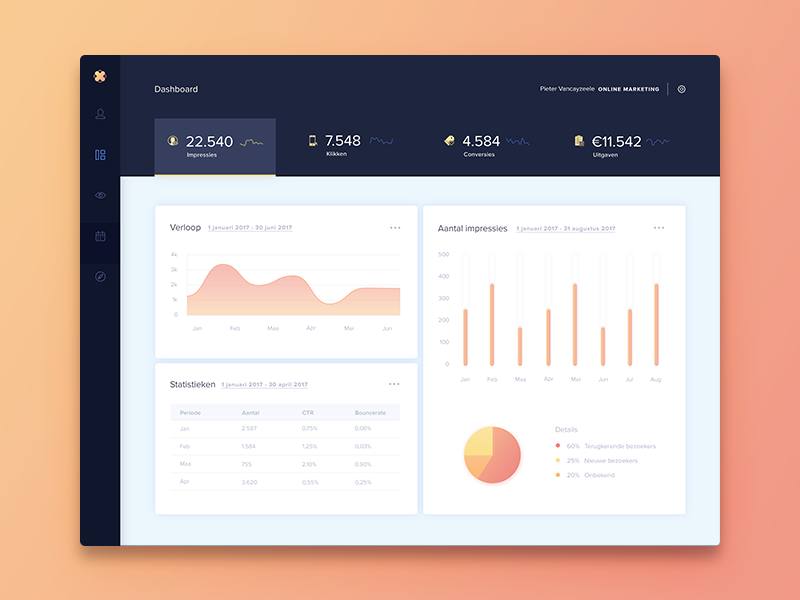 Dashboard
Pieter Vancayzeele ONLINE MARKETING
22.540
Impressies
7.548
Klikken
4.584
Conversies
€11.542
Uitgaven
Verloop 1 januari 2017 - 30 juni 2017
4k
3k
2k
1k
0
Jan Feb Maa Apr Mei Jun
Statistieken 1 januari 2017 - 30 april 2017
Periode Aantal CTR Bouncerate
Jan 2.597 0,75% 0,06%
Feb 1.584 1,25% 0,03%
Maa 755 2,10% 0,90%
Apr 3.620 0,55% 0,25%
Aantal impressies 1 januari 2017 - 31 augustus 2017
500
400
300
200
100
0
Jan Feb Maa Apr Mei Jun Jul Aug
Details
60% Terugkerende bezoekers
25% Nieuwe bezoekers
20% Onbekend